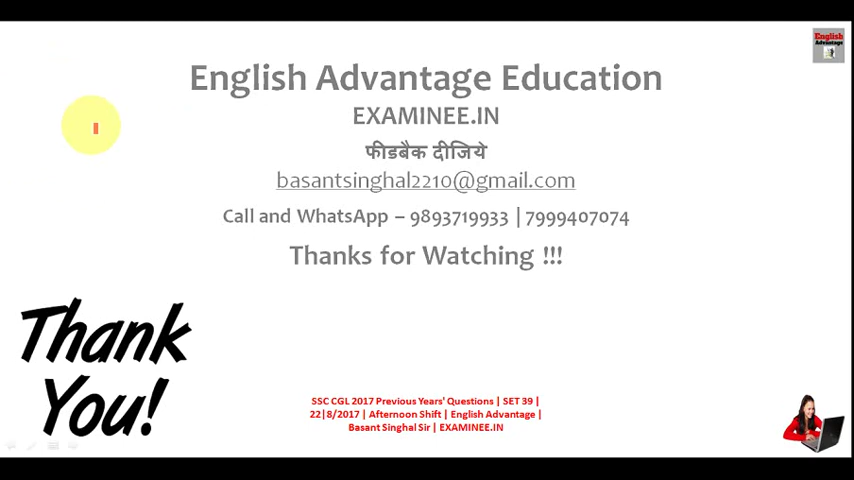 English
Advantage
English Advantage Education
EXAMINEE.IN
फीडबैक दीजिये
basantsinghal2210@gmail.com
Call and WhatsApp – 9893719933 | 7999407074
Thanks for Watching !!!
Thank
You!
SSC CGL 2017 Previous Years' Questions | SET 39 |
22|8/2017 | Afternoon Shift | English Advantage |
Basant Singhal Sir | EXAMINEE.IN